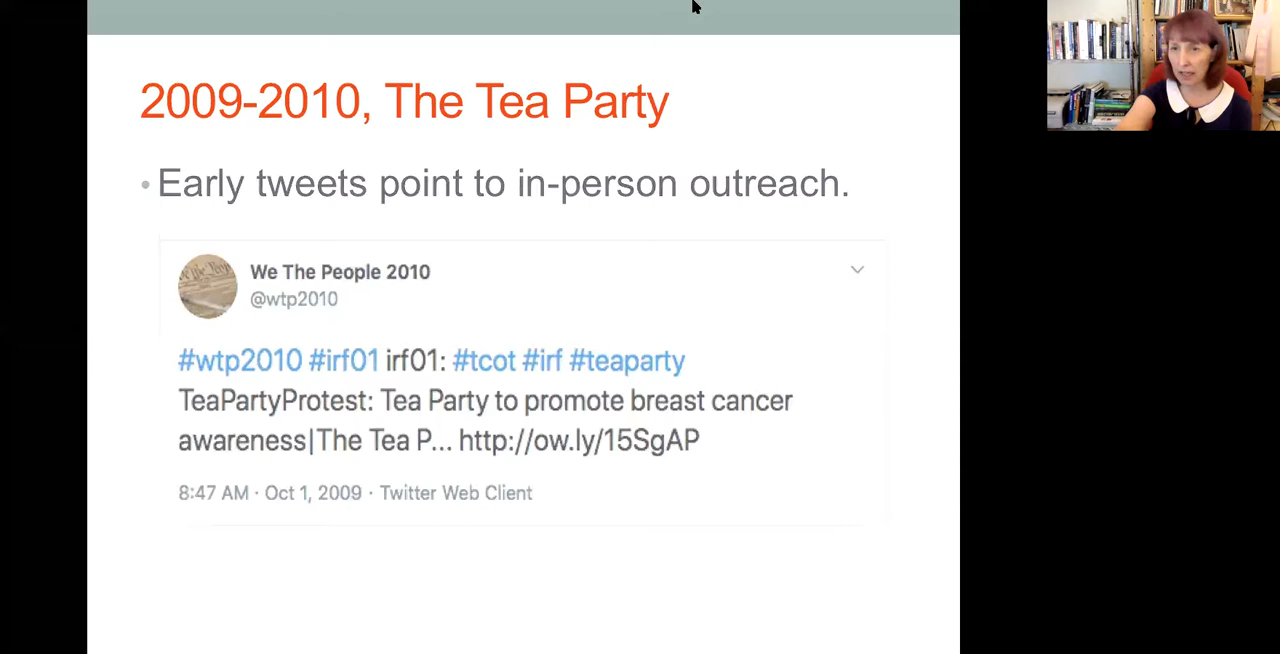 2009-2010, The Tea Party
• Early tweets point to in-person outreach.
We The People 2010
@wtp2010
#wtp2010 #irf01 irf01: #tcot #irf #teaparty
TeaPartyProtest: Tea Party to promote breast cancer
awareness|The Tea P... http://ow.ly/15SgAP
8:47 AM · Oct 1, 2009 · Twitter Web Client